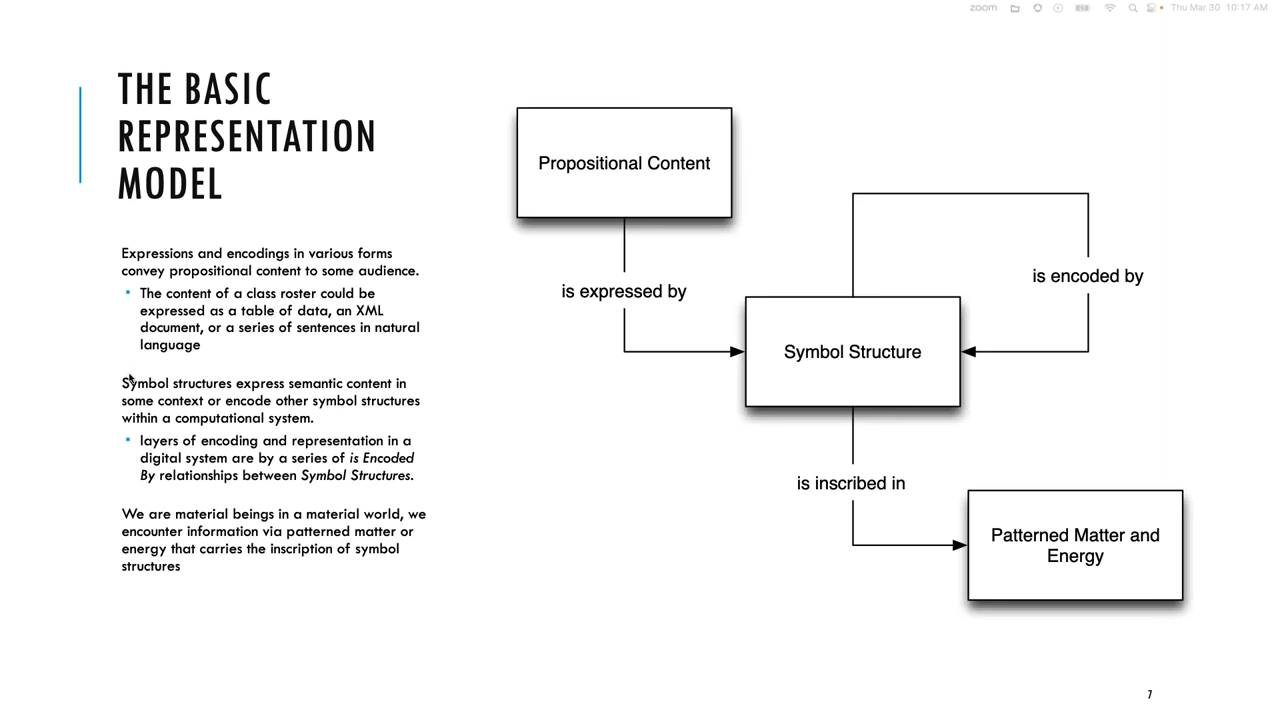 zoom
Thu Mar 30 10:17 AM
THE BASIC
REPRESENTATION
MODEL
Expressions and encodings in various forms
convey propositional content to some audience.
▪ The content of a class roster could be
expressed as a table of data, an XML
document, or a series of sentences in natural
language
Symbol structures express semantic content in
some context or encode other symbol structures
within a computational system.
▪ layers of encoding and representation in a
digital system are by a series of is Encoded
By relationships between Symbol Structures.
We are material beings in a material world, we
encounter information via patterned matter or
energy that carries the inscription of symbol
structures
Propositional Content
is expressed by
is encoded by
Symbol Structure
is inscribed in
Patterned Matter and
Energy
7